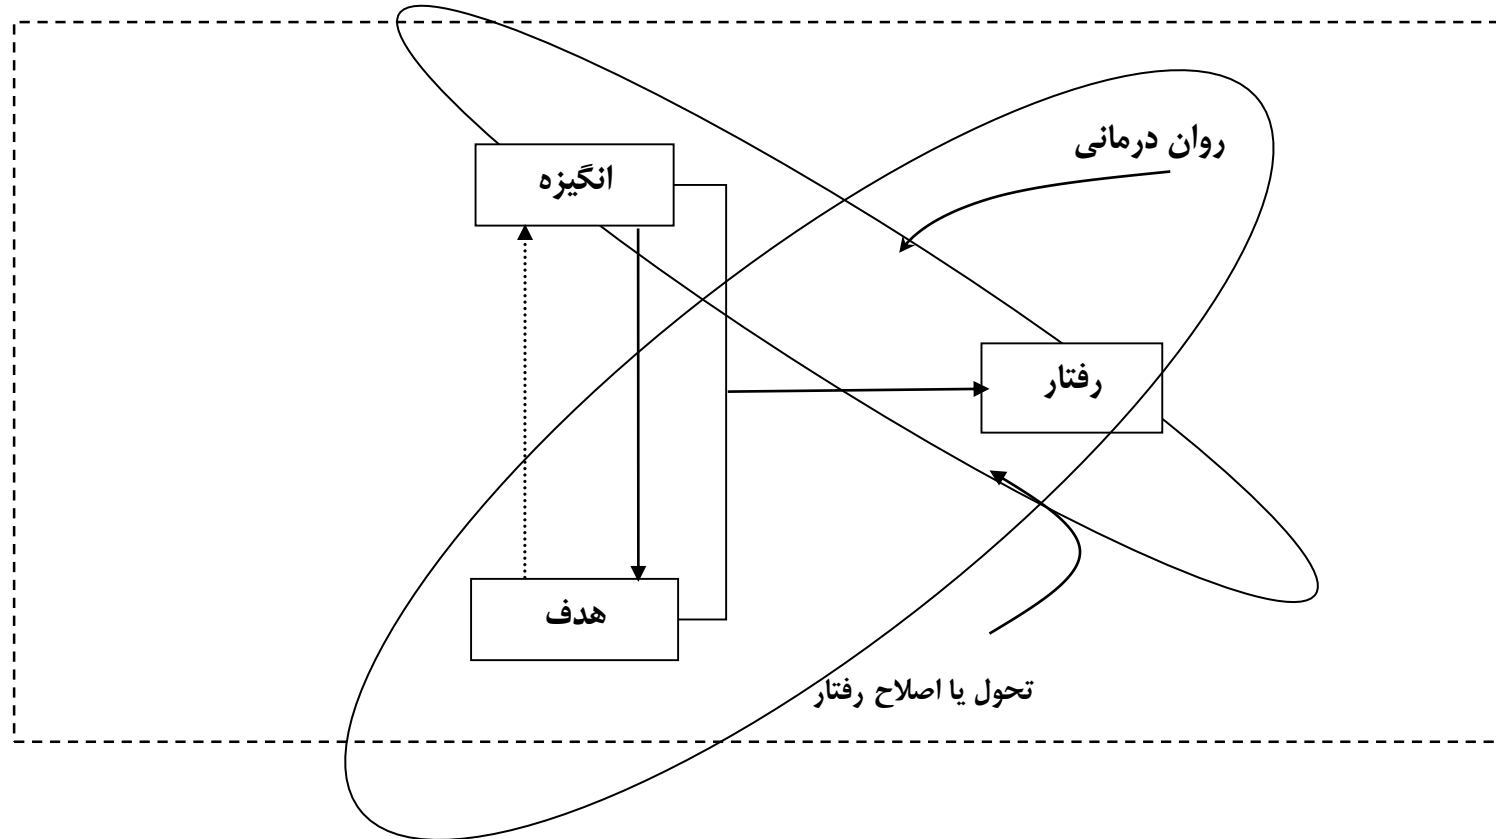 روان درمانی
انگیزه
رفتار
هدف
تحول یا اصلاح رفتار